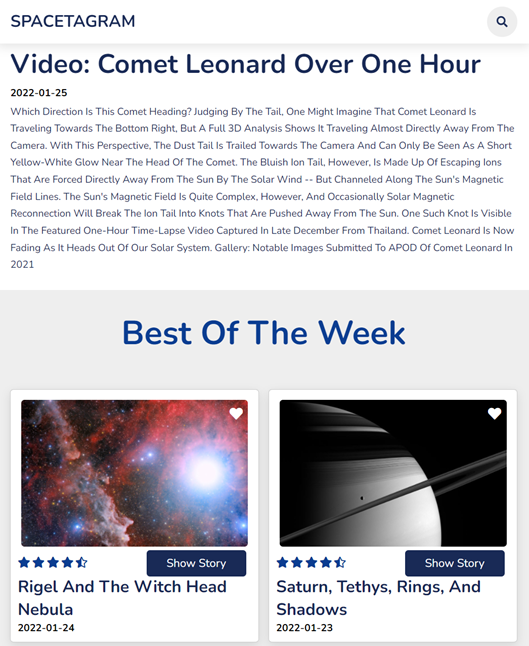 SPACETAGRAM
Video: Comet Leonard Over One Hour
2022-01-25
Which Direction Is This Comet Heading? Judging By The Tail, One Might Imagine That Comet Leonard Is
Traveling Towards The Bottom Right, But A Full 3D Analysis Shows It Traveling Almost Directly Away From The
Camera. With This Perspective, The Dust Tail Is Trailed Towards The Camera And Can Only Be Seen As A Short
Yellow-White Glow Near The Head Of The Comet. The Bluish Ion Tail, However, Is Made Up Of Escaping Ions
That Are Forced Directly Away From The Sun By The Solar Wind -- But Channeled Along The Sun's Magnetic
Field Lines. The Sun's Magnetic Field Is Quite Complex, However, And Occasionally Solar Magnetic
Reconnection Will Break The Ion Tail Into Knots That Are Pushed Away From The Sun. One Such Knot Is Visible
In The Featured One-Hour Time-Lapse Video Captured In Late December From Thailand. Comet Leonard Is Now
Fading As It Heads Out Of Our Solar System. Gallery: Notable Images Submitted To APOD Of Comet Leonard In
2021
Best Of The Week
Show Story
Rigel And The Witch Head
Nebula
2022-01-24
Show Story
Saturn, Tethys, Rings, And
Shadows
2022-01-23